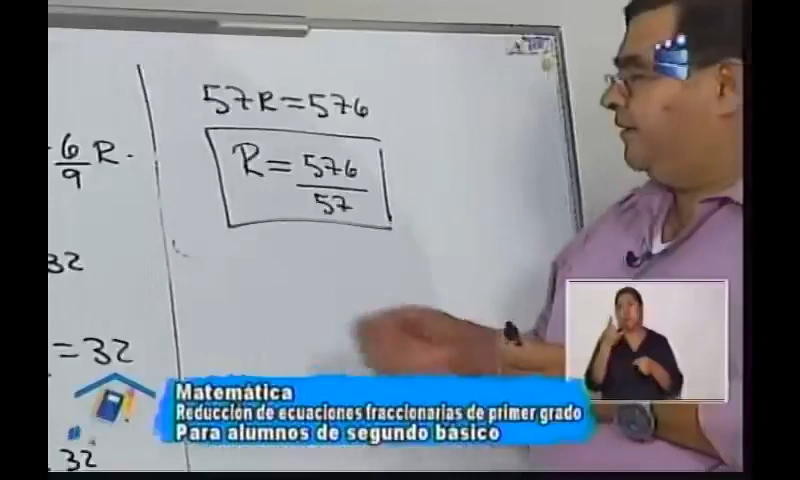 57R=576
R=576/57
6/9 R.
32
=32
32
Matemática
Reducción de ecuaciones fraccionarias de primer grado
Para alumnos de segundo básico